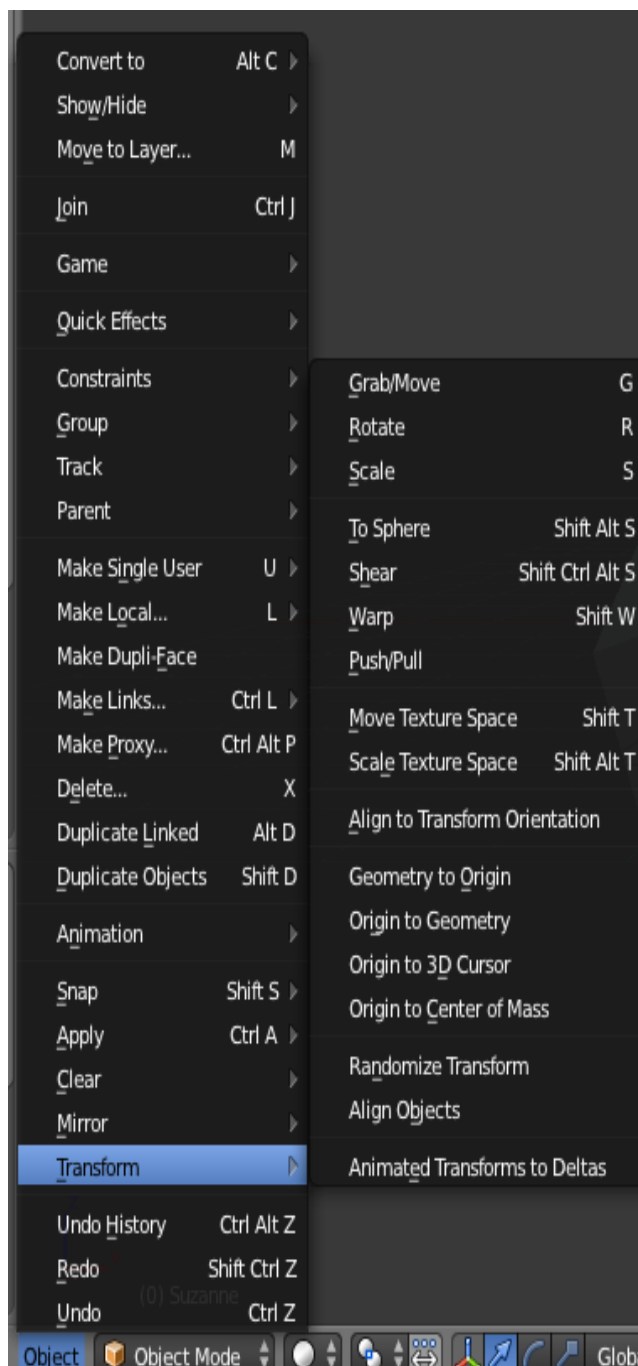 Convert to Alt C
Show/Hide
Move to Layer... M
Join Ctrl J
Game
Quick Effects
Constraints
Group
Track
Parent
Make Single User U
Make Local... L
Make Dupli-Face
Make Links... Ctrl L
Make Proxy... Ctrl Alt P
Delete... X
Duplicate Linked Alt D
Duplicate Objects Shift D
Animation
Snap Shift S
Apply Ctrl A
Clear
Mirror
Transform
Undo History Ctrl Alt Z
Redo Shift Ctrl Z
(0) Suzanne
Undo Ctrl Z
Grab/Move G
Rotate R
Scale S
To Sphere Shift Alt S
Shear Shift Ctrl Alt S
Warp Shift W
Push/Pull
Move Texture Space Shift T
Scale Texture Space Shift Alt T
Align to Transform Orientation
Geometry to Origin
Origin to Geometry
Origin to 3D Cursor
Origin to Center of Mass
Randomize Transform
Align Objects
Animated Transforms to Deltas
Object Object Mode Glob